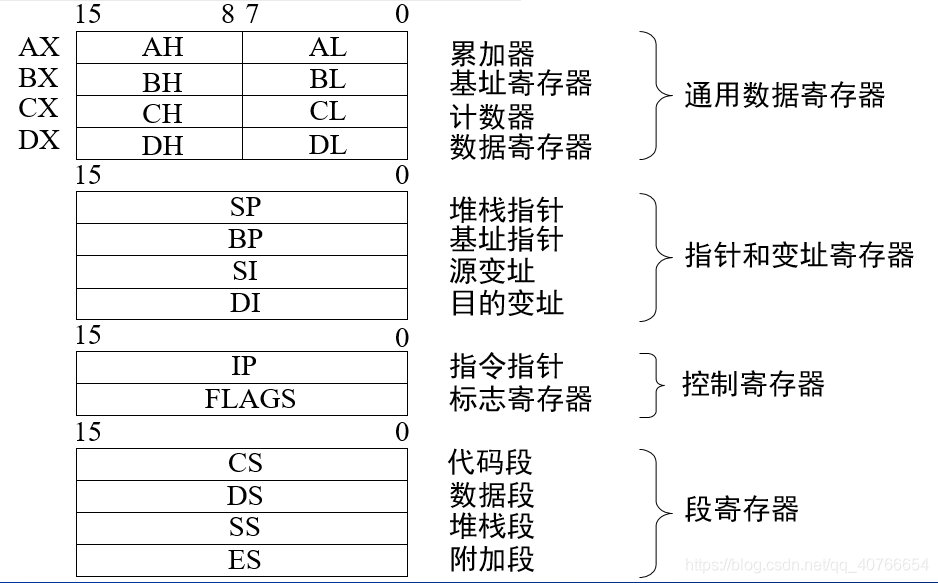 15 8 7 0
AX AH AL 累加器
BX BH BL 基址寄存器
CX CH CL 计数器
DX DH DL 数据寄存器
通用数据寄存器
15 0
SP 堆栈指针
BP 基址指针
SI 源变址
DI 目的变址
指针和变址寄存器
15 0
IP 指令指针
FLAGS 标志寄存器
控制寄存器
15 0
CS 代码段
DS 数据段
SS 堆栈段
ES 附加段
段寄存器
https://blog.csdn.net/qq_40766654